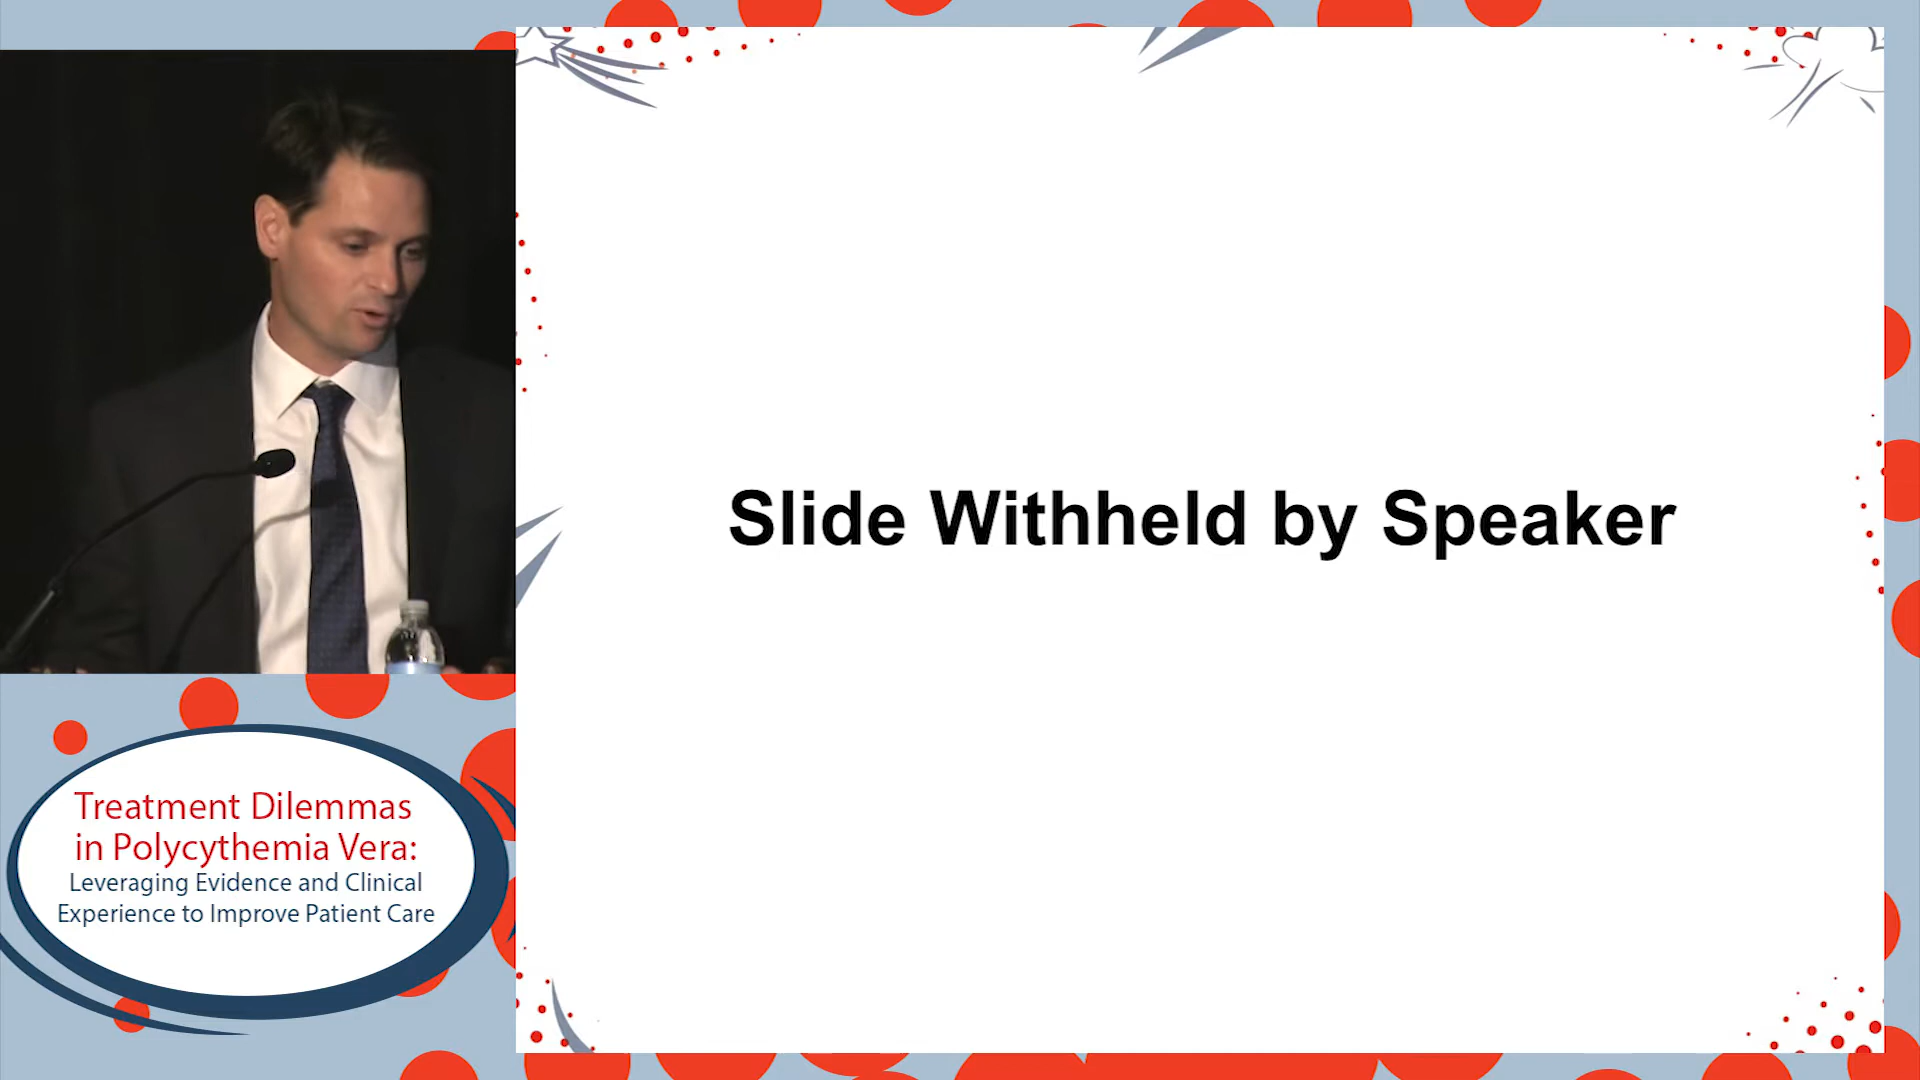 Slide Withheld by Speaker
Treatment Dilemmas
in Polycythemia Vera:
Leveraging Evidence and Clinical
Experience to Improve Patient Care